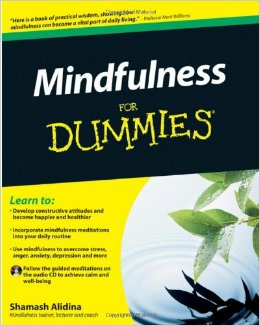 "Here is a book of practical wisdom, showing how
mindfulness can become a vital part of daily living."
– Professor Mark Williams
Mindfulness
FOR
DUMMIES®
Learn to:
• Develop constructive attitudes and
become happier and healthier
• Incorporate mindfulness meditations
into your daily routine
• Use mindfulness to overcome stress,
anger, anxiety, depression and more
Follow the guided meditations on
the audio CD to achieve calm and
well-being
Shamash Alidina
Mindfulness trainer, lecturer and coach